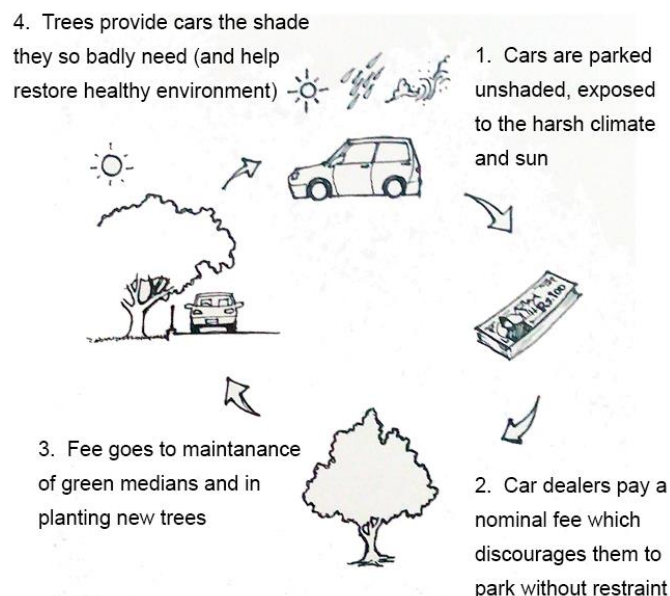 4. Trees provide cars the shade
they so badly need (and help
restore healthy environment)
1. Cars are parked
unshaded, exposed
to the harsh climate
and sun
Rs.100
2. Car dealers pay a
nominal fee which
discourages them to
park without restraint
3. Fee goes to maintanance
of green medians and in
planting new trees